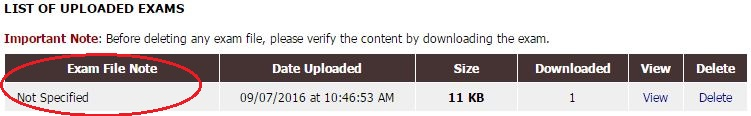 LIST OF UPLOADED EXAMS
Important Note: Before deleting any exam file, please verify the content by downloading the exam.
Exam File Note Date Uploaded Size Downloaded View Delete
Not Specified 09/07/2016 at 10:46:53 AM 11 KB 1 View Delete